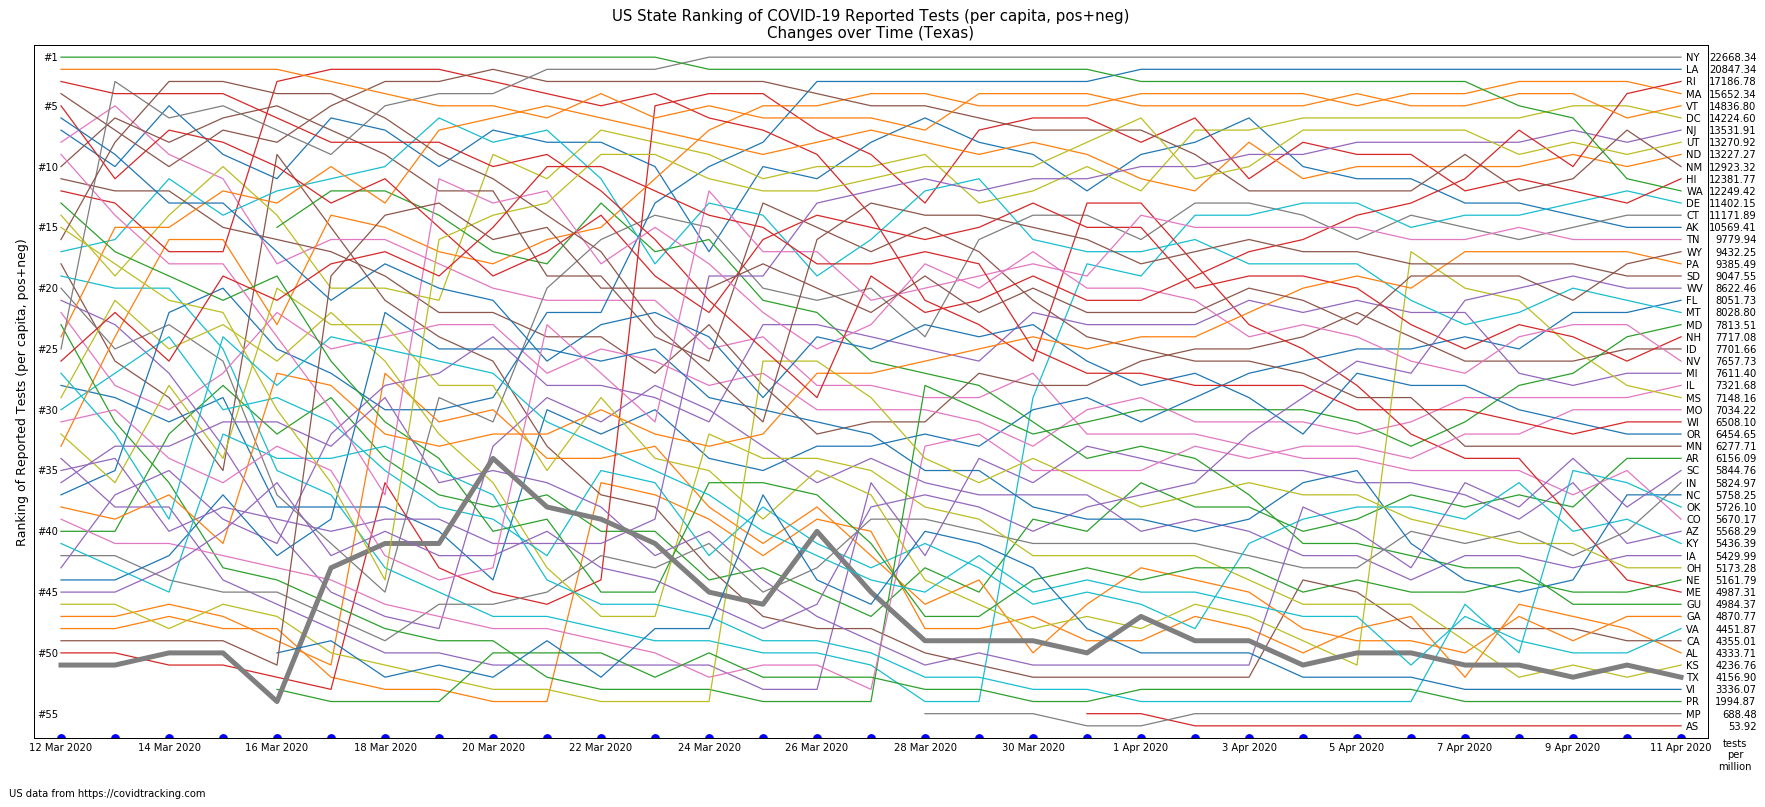 US State Ranking of COVID-19 Reported Tests (per capita, pos+neg)
Changes over Time (Texas)
Ranking of Reported Tests (per capita, pos+neg)
#1
#5
#10
#15
#20
#25
#30
#35
#40
#45
#50
#55
NY 22668.34
LA 20847.34
RI 17186.78
MA 15652.34
VT 14836.80
DC 14224.60
NJ 13531.91
UT 13270.92
ND 13227.27
NM 12923.32
HI 12381.77
WA 12249.42
DE 11402.15
CT 11171.89
AK 10569.41
TN 9779.94
WY 9432.25
PA 9385.49
SD 9047.55
WV 8622.46
FL 8051.73
MT 8028.80
MD 7813.51
NH 7717.08
ID 7701.66
NV 7657.73
MI 7611.40
IL 7321.68
MS 7148.16
MO 7034.22
WI 6508.10
OR 6454.65
MN 6277.71
AR 6156.09
SC 5844.76
IN 5824.97
NC 5758.25
OK 5726.10
CO 5670.17
AZ 5568.29
KY 5436.39
IA 5429.99
OH 5173.28
NE 5161.79
ME 4987.31
GU 4984.37
GA 4870.77
VA 4451.87
CA 4355.01
AL 4333.71
KS 4236.76
TX 4156.90
VI 3336.07
PR 1994.87
MP 688.48
AS 53.92
12 Mar 2020 14 Mar 2020 16 Mar 2020 18 Mar 2020 20 Mar 2020 22 Mar 2020 24 Mar 2020 26 Mar 2020 28 Mar 2020 30 Mar 2020 1 Apr 2020 3 Apr 2020 5 Apr 2020 7 Apr 2020 9 Apr 2020 11 Apr 2020
tests
per
million
US data from https://covidtracking.com